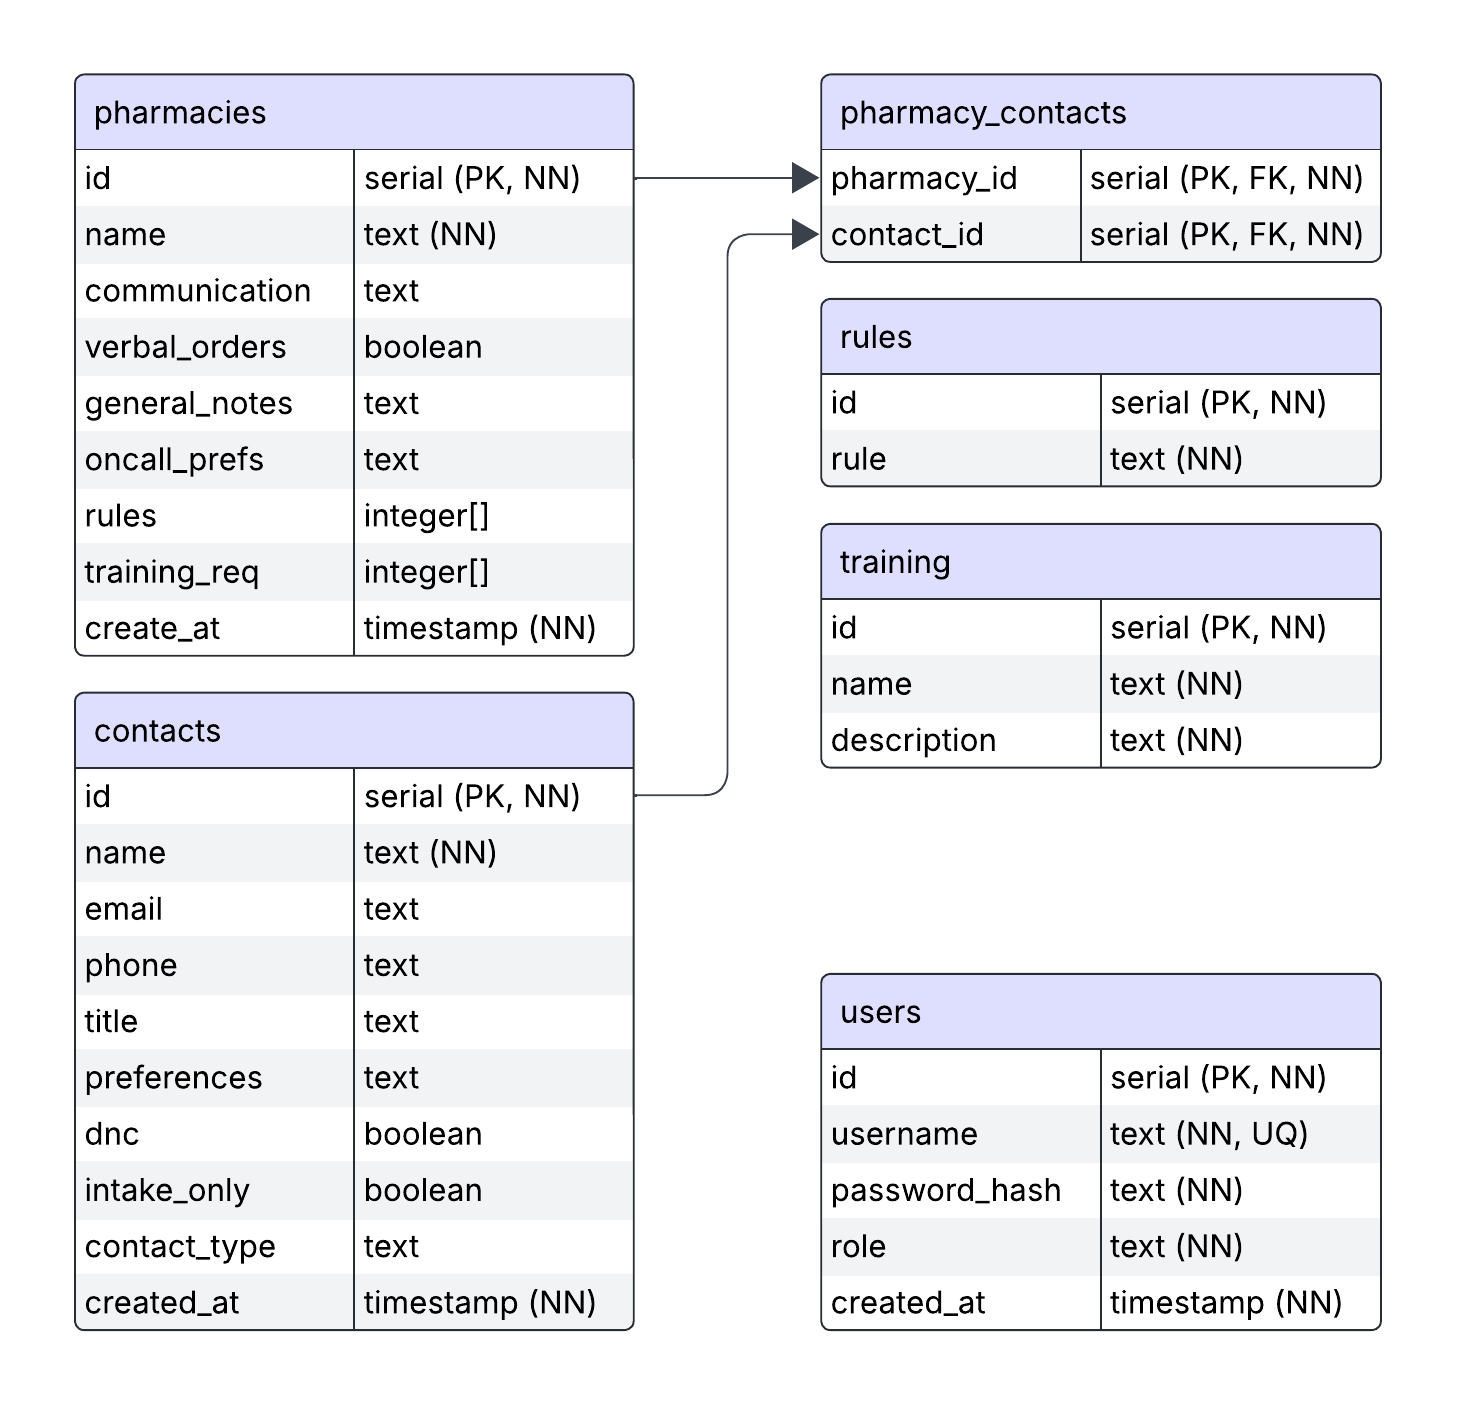 pharmacies
id serial (PK, NN)
name text (NN)
communication text
verbal_orders boolean
general_notes text
oncall_prefs text
rules integer[]
training_req integer[]
create_at timestamp (NN)
contacts
id serial (PK, NN)
name text (NN)
email text
phone text
title text
preferences text
dnc boolean
intake_only boolean
contact_type text
created_at timestamp (NN)
pharmacy_contacts
pharmacy_id serial (PK, FK, NN)
contact_id serial (PK, FK, NN)
rules
id serial (PK, NN)
rule text (NN)
training
id serial (PK, NN)
name text (NN)
description text (NN)
users
id serial (PK, NN)
username text (NN, UQ)
password_hash text (NN)
role text (NN)
created_at timestamp (NN)